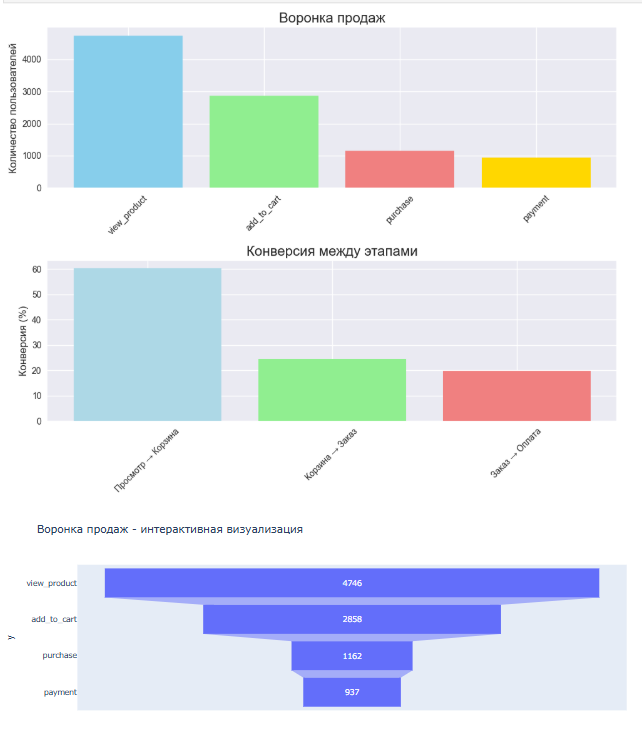 Воронка продаж
Количество пользователей
4000
3000
2000
1000
0
view_product
add_to_cart
purchase
payment
Конверсия между этапами
Конверсия (%)
60
50
40
30
20
10
0
Просмотр → Корзина
Корзина → Заказ
Заказ → Оплата
Воронка продаж - интерактивная визуализация
y
view_product
4746
add_to_cart
2858
purchase
1162
payment
937